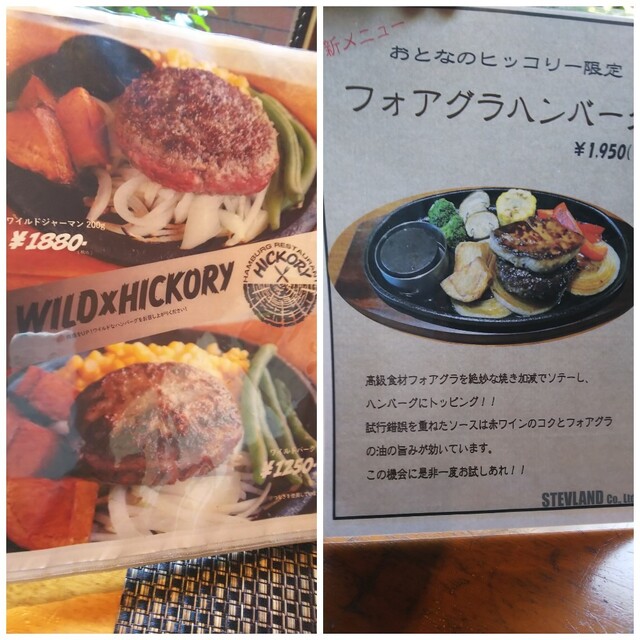 ワイルドジャーマン 200g
¥1880-
WILD×HICKORY
HAMBURG RESTAURANT
HICKORY
¥1250-
新メニュー
おとなのヒッコリー限定
フォアグラハンバー
¥1.950(
高級食材フォアグラを絶妙な焼き加減でソテーし、
ハンバーグにトッピング！！
試行錯誤を重ねたソースは赤ワインのコクとフォアグラ
の油の旨みが効いています。
この機会に是非一度お試しあれ！！
STEVLAND Co., Ltd